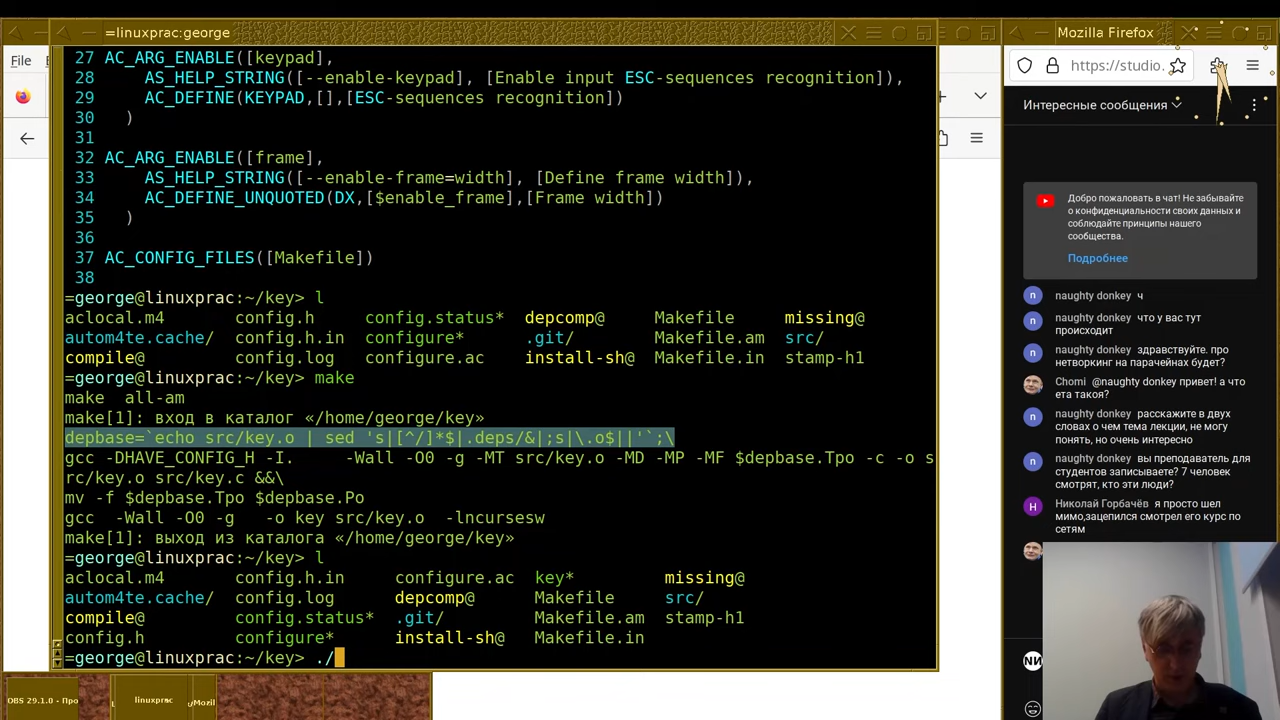 =linuxprac:george
Mozilla Firefox
File
https://studio.
27 AC_ARG_ENABLE([keypad],
28     AS_HELP_STRING([--enable-keypad], [Enable input ESC-sequences recognition]),
29     AC_DEFINE(KEYPAD,[],[ESC-sequences recognition])
30   )
31
32 AC_ARG_ENABLE([frame],
33     AS_HELP_STRING([--enable-frame=width], [Define frame width]),
34     AC_DEFINE_UNQUOTED(DX,[$enable_frame],[Frame width])
35   )
36
37 AC_CONFIG_FILES([Makefile])
38
=george@linuxprac:~/key> l
aclocal.m4 config.h config.status* depcomp@ Makefile missing@
autom4te.cache/ config.h.in configure* .git/ Makefile.am src/
compile@ config.log configure.ac install-sh@ Makefile.in stamp-h1
=george@linuxprac:~/key> make
make  all-am
make[1]: вход в каталог «/home/george/key»
depbase=`echo src/key.o | sed 's|[^/]*$|.deps/&|;s|\.o$||'`;\
gcc -DHAVE_CONFIG_H -I.     -Wall -O0 -g -MT src/key.o -MD -MP -MF $depbase.Tpo -c -o s
rc/key.o src/key.c &&\
mv -f $depbase.Tpo $depbase.Po
gcc  -Wall -O0 -g   -o key src/key.o  -lncursesw
make[1]: выход из каталога «/home/george/key»
=george@linuxprac:~/key> l
aclocal.m4 config.h.in configure.ac key* missing@
autom4te.cache/ config.log depcomp@ Makefile src/
compile@ config.status* .git/ Makefile.am stamp-h1
config.h configure* install-sh@ Makefile.in
=george@linuxprac:~/key> ./
Интересные сообщения
Добро пожаловать в чат! Не забывайте
о конфиденциальности своих данных и
соблюдайте принципы нашего
сообщества.
Подробнее
n naughty donkey ч
n naughty donkey что у вас тут
происходит
n naughty donkey здравствуйте. про
нетворкинг на парачейнах будет?
Chomi @naughty donkey привет! а что
ета такоя?
n naughty donkey расскажите в двух
словах о чем тема лекции, не могу
понять, но очень интересно
n naughty donkey вы преподаватель для
студентов записываете? 7 человек
смотрят, кто эти люди?
Н Николай Горбачёв я просто шел
мимо,зацепился смотрел его курс по
сетям
DBS 29.1.0 - Про
linuxprac
/Mozil